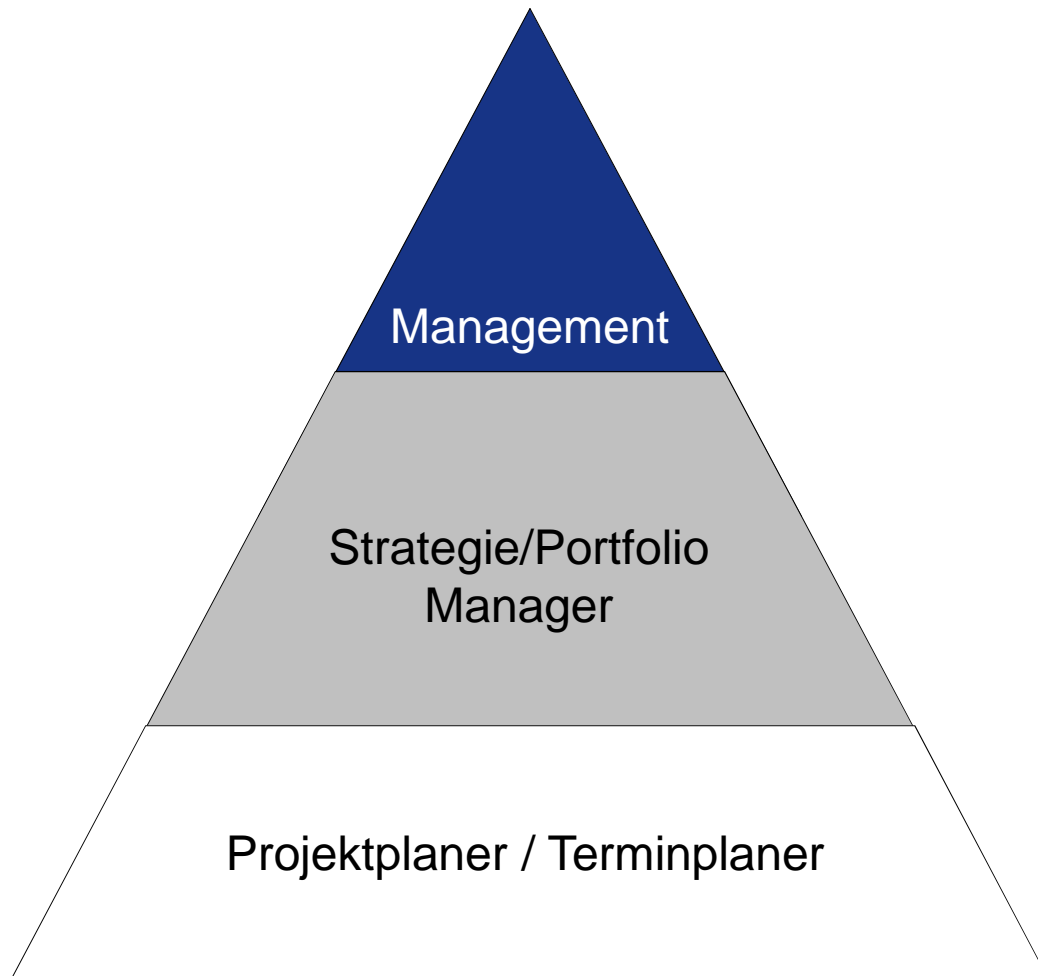 Management
Strategie/Portfolio
Manager
Projektplaner / Terminplaner